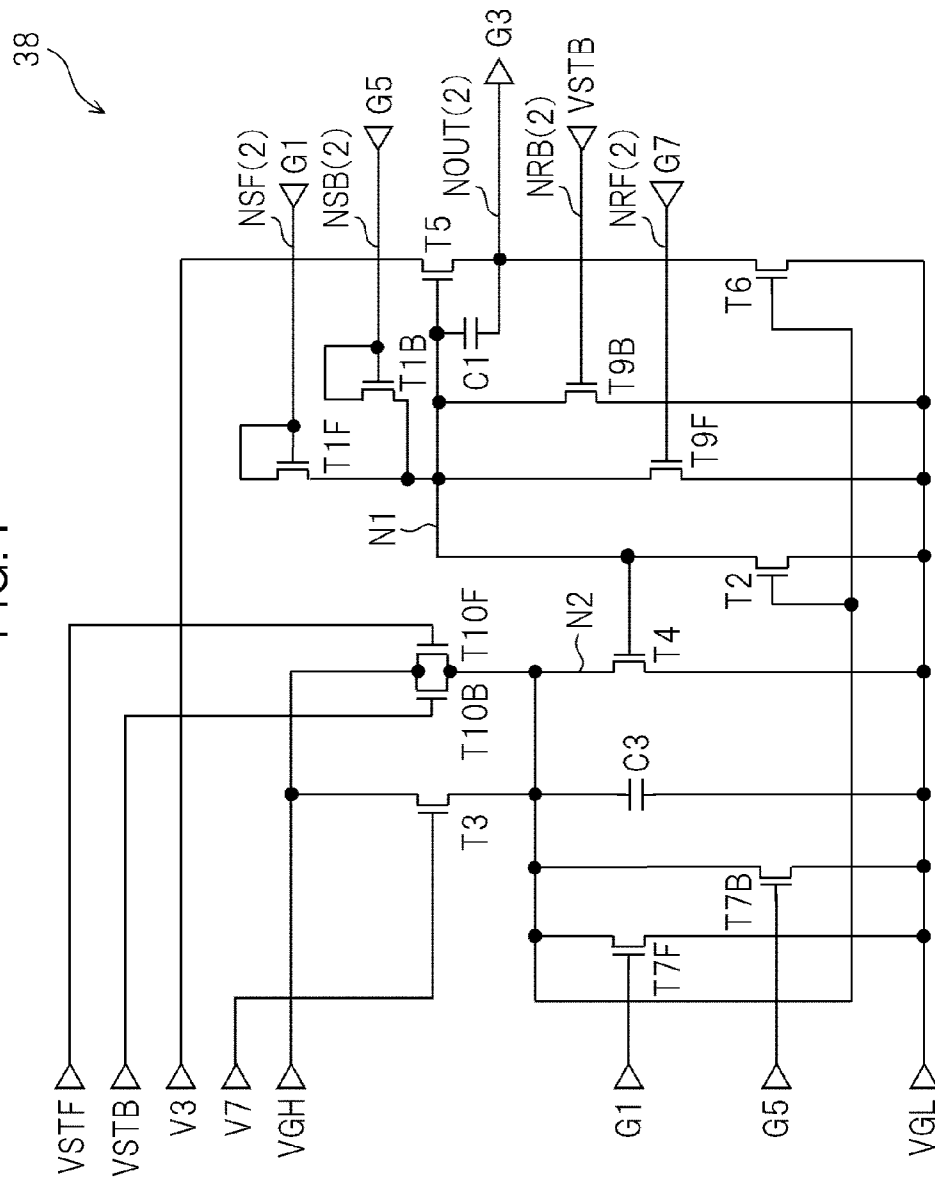 38
NSF(2)
G1
NSB(2)
G5
NOUT(2)
G3
NRB(2)
VSTB
NRF(2)
G7
T5
T1B
T1F
C1
T6
T9B
T9F
N1
T10F
T10B
N2
T2
T4
T3
C3
T7B
T7F
VSTF
VSTB
V3
V7
VGH
G1
G5
VGL